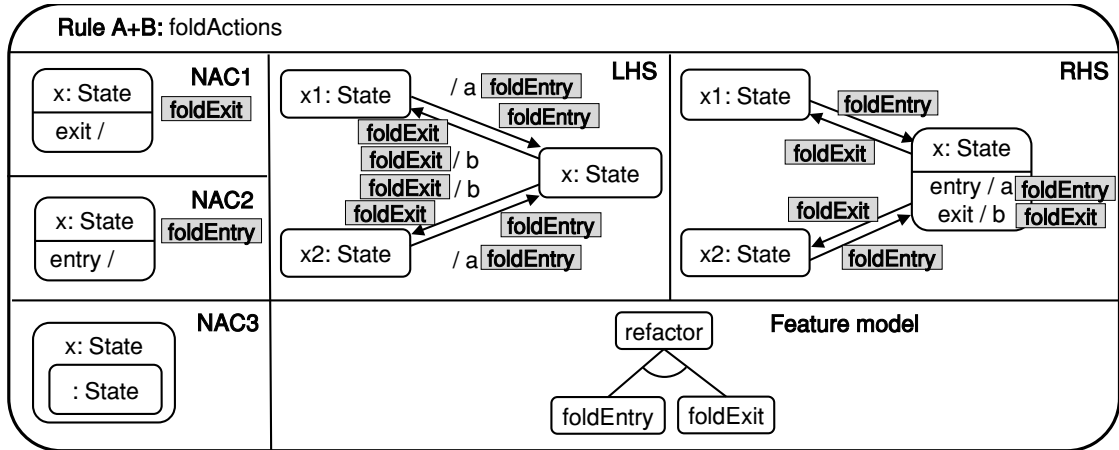 Rule A+B: foldActions
NAC1
x: State
foldExit
exit /
NAC2
x: State
foldEntry
entry /
NAC3
x: State
: State
LHS
x1: State
/ a foldEntry
foldEntry
foldExit
foldExit / b
foldExit / b
foldExit
x: State
foldEntry
x2: State
/ a foldEntry
RHS
x1: State
foldEntry
foldExit
x: State
entry / a foldEntry
exit / b foldExit
foldExit
x2: State
foldEntry
Feature model
refactor
foldEntry
foldExit